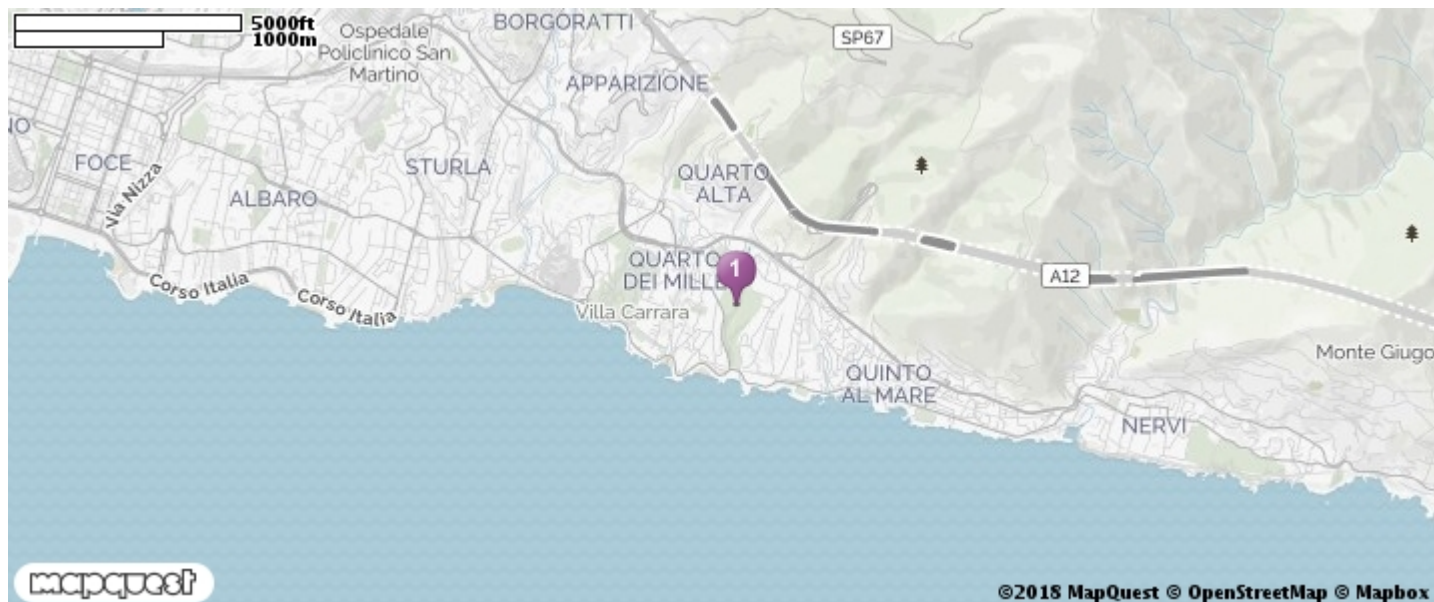 5000ft
1000m
BORGORATTI
Ospedale
Policlinico San
Martino
SP67
APPARIZIONE
NO
FOCE
Via Nizza
STURLA
ALBARO
QUARTO
ALTA
QUARTO
DEI MILLE
1
A12
Corso Italia
Corso Italia
Villa Carrara
Monte Giugo
QUINTO
AL MARE
NERVI
mapquest
©2018 MapQuest © OpenStreetMap © Mapbox